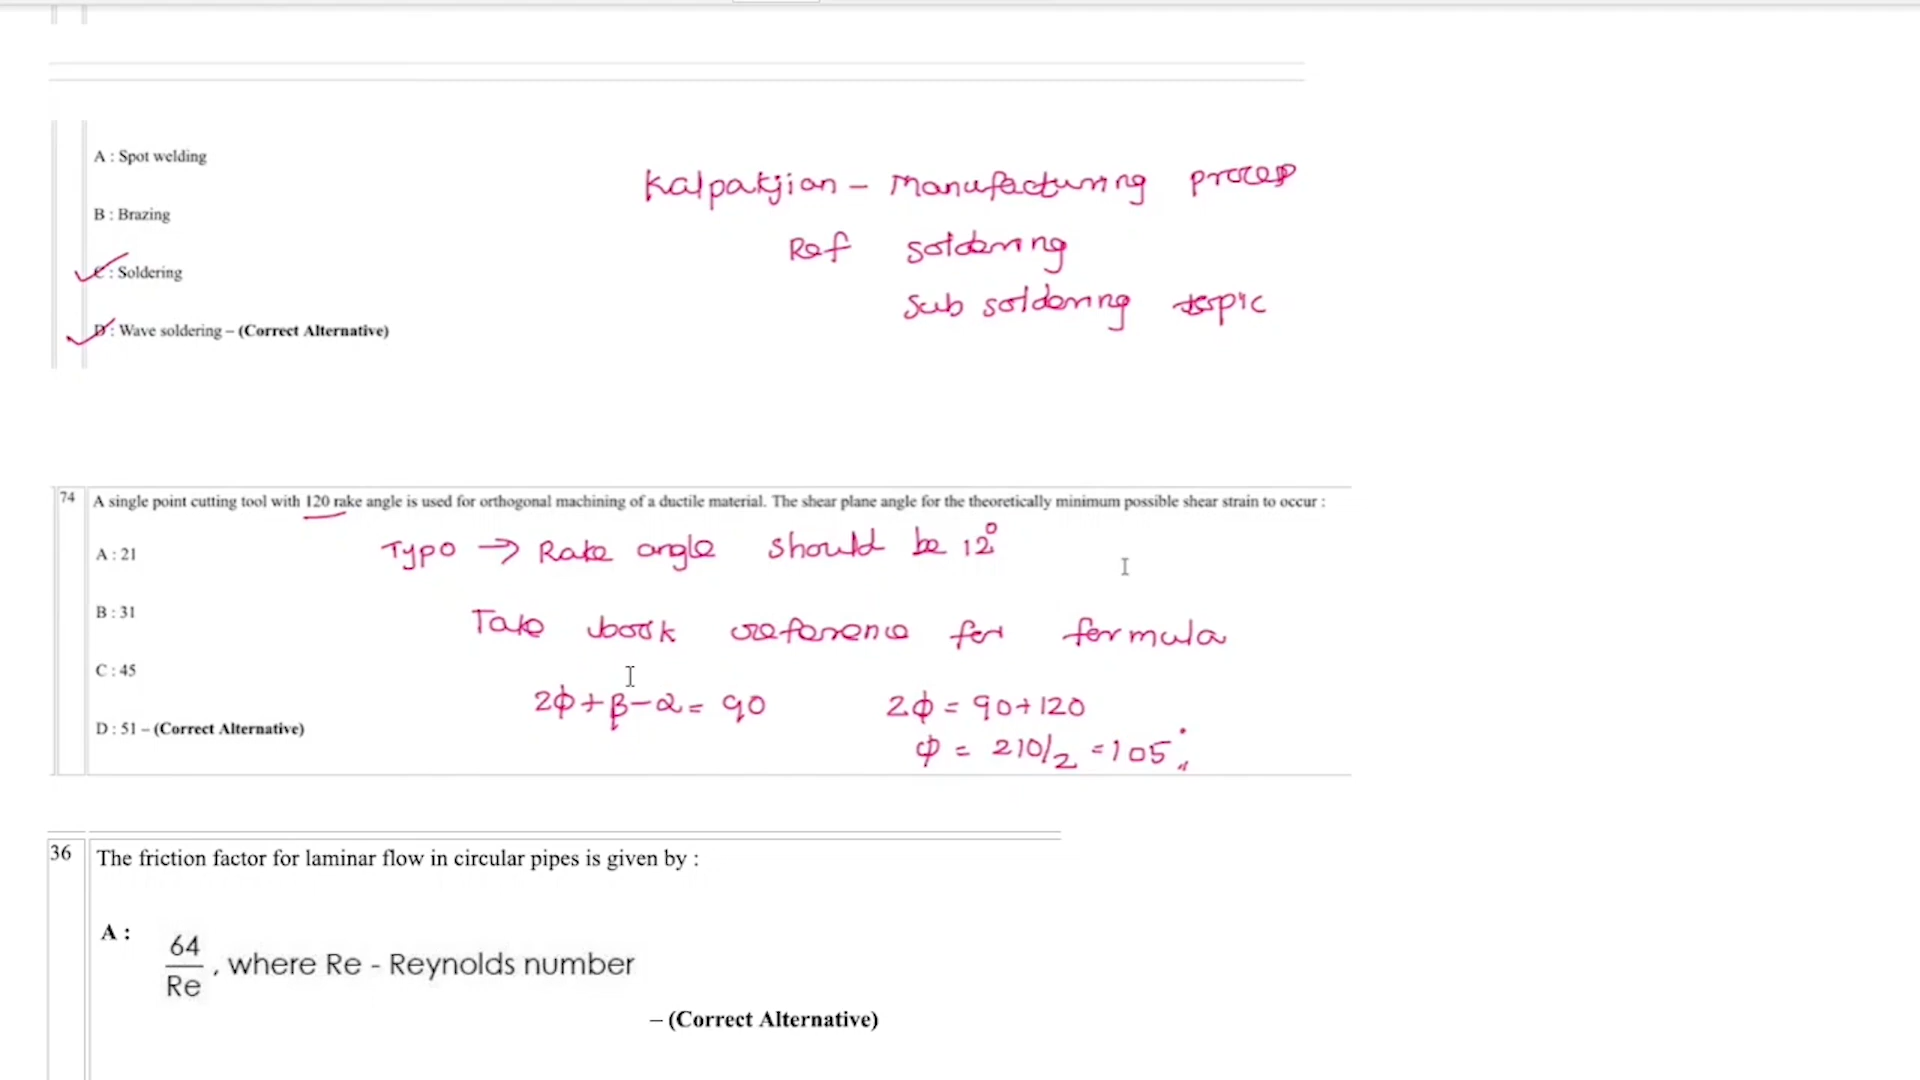 A : Spot welding
Kalpakjian - Manufacturing process
B : Brazing
Ref soldering
C : Soldering
Sub soldering topic
D : Wave soldering – (Correct Alternative)
74 A single point cutting tool with 120 rake angle is used for orthogonal machining of a ductile material. The shear plane angle for the theoretically minimum possible shear strain to occur :
Typo → Rake angle should be 12°
A : 21
B : 31
Take book reference for formula
C : 45
2φ+β-α= 90
2φ = 90+120
D : 51 – (Correct Alternative)
φ = 210/2 =105°
36 The friction factor for laminar flow in circular pipes is given by :
A :
64
Re
, where Re - Reynolds number
– (Correct Alternative)